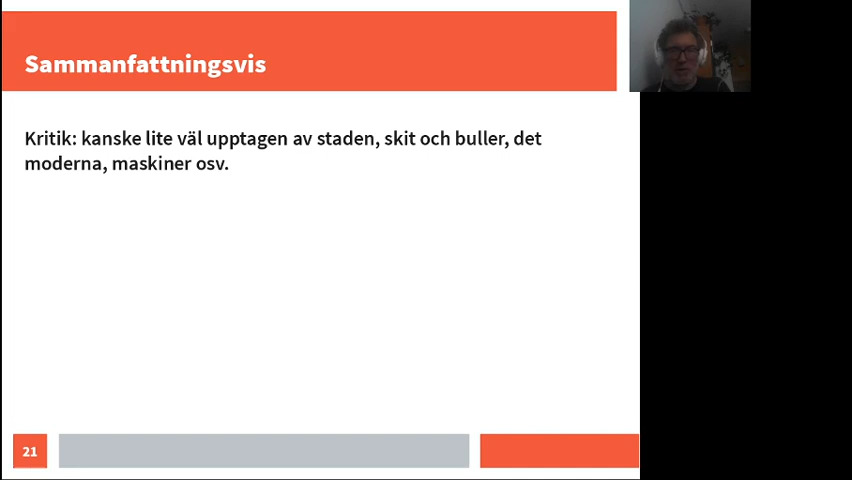 Sammanfattningsvis
Kritik: kanske lite väl upptagen av staden, skit och buller, det
moderna, maskiner osv.
21